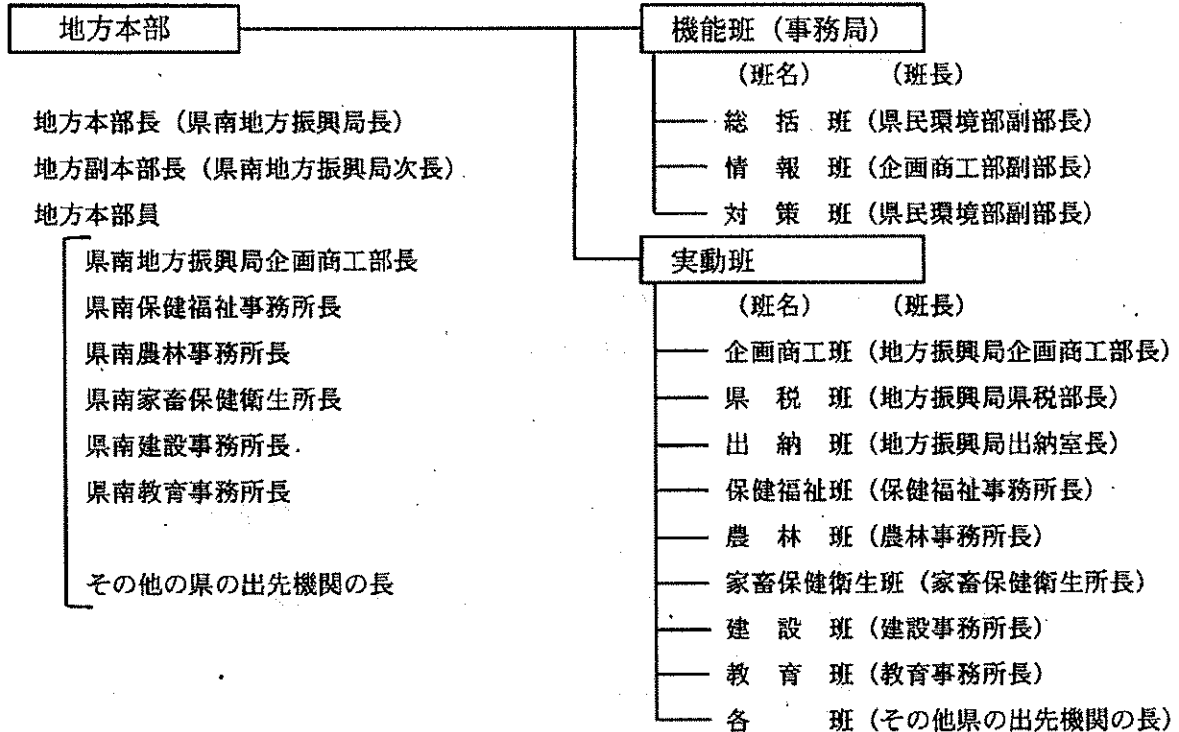 地方本部
地方本部長（県南地方振興局長）
地方副本部長（県南地方振興局次長）
地方本部員
県南地方振興局企画商工部長
県南保健福祉事務所長
県南農林事務所長
県南家畜保健衛生所長
県南建設事務所長
県南教育事務所長
その他の県の出先機関の長
機能班（事務局）
（班名）　（班長）
総　括　班（県民環境部副部長）
情　報　班（企画商工部副部長）
対　策　班（県民環境部副部長）
実動班
（班名）　（班長）
企画商工班（地方振興局企画商工部長）
県　税　班（地方振興局県税部長）
出　納　班（地方振興局出納室長）
保健福祉班（保健福祉事務所長）
農　林　班（農林事務所長）
家畜保健衛生班（家畜保健衛生所長）
建　設　班（建設事務所長）
教　育　班（教育事務所長）
各　　　班（その他県の出先機関の長）